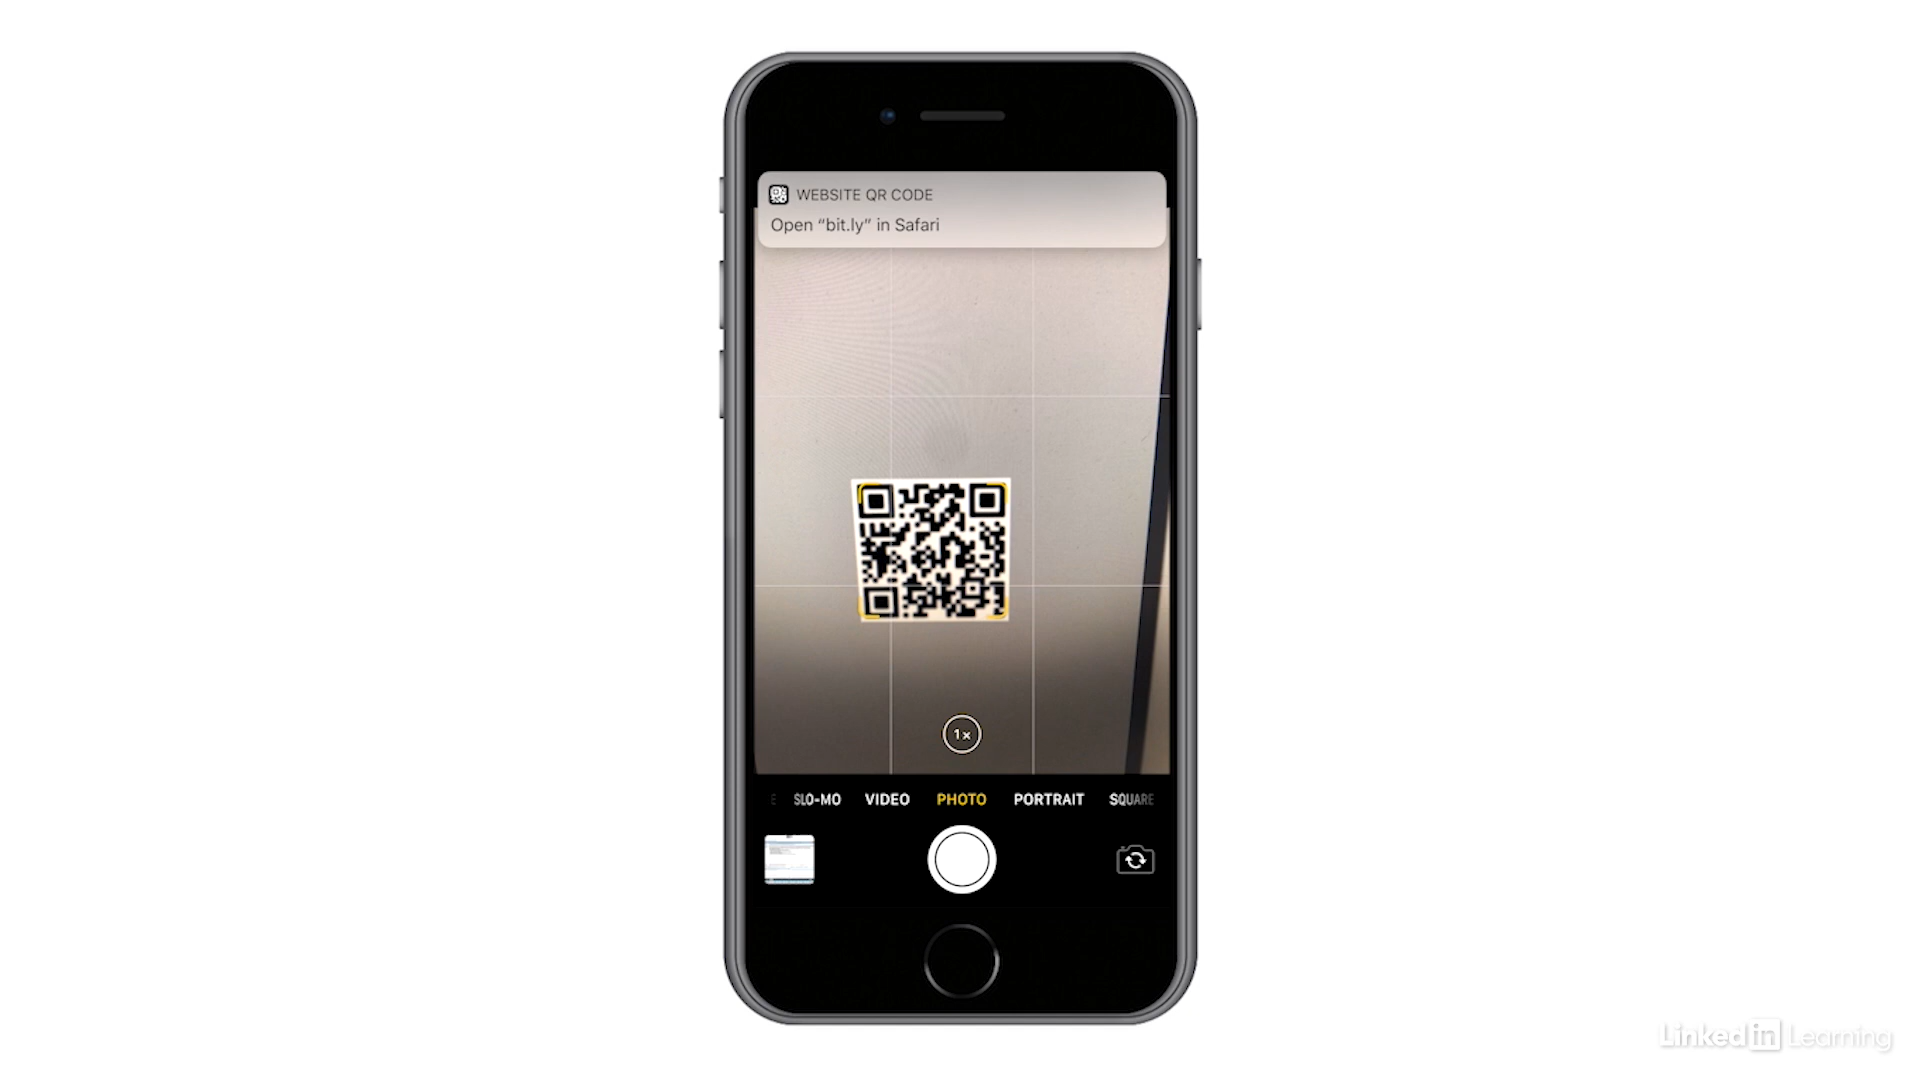 WEBSITE QR CODE
Open “bit.ly” in Safari
1x
E SLO-MO VIDEO PHOTO PORTRAIT SQUARE
Linked in Learning